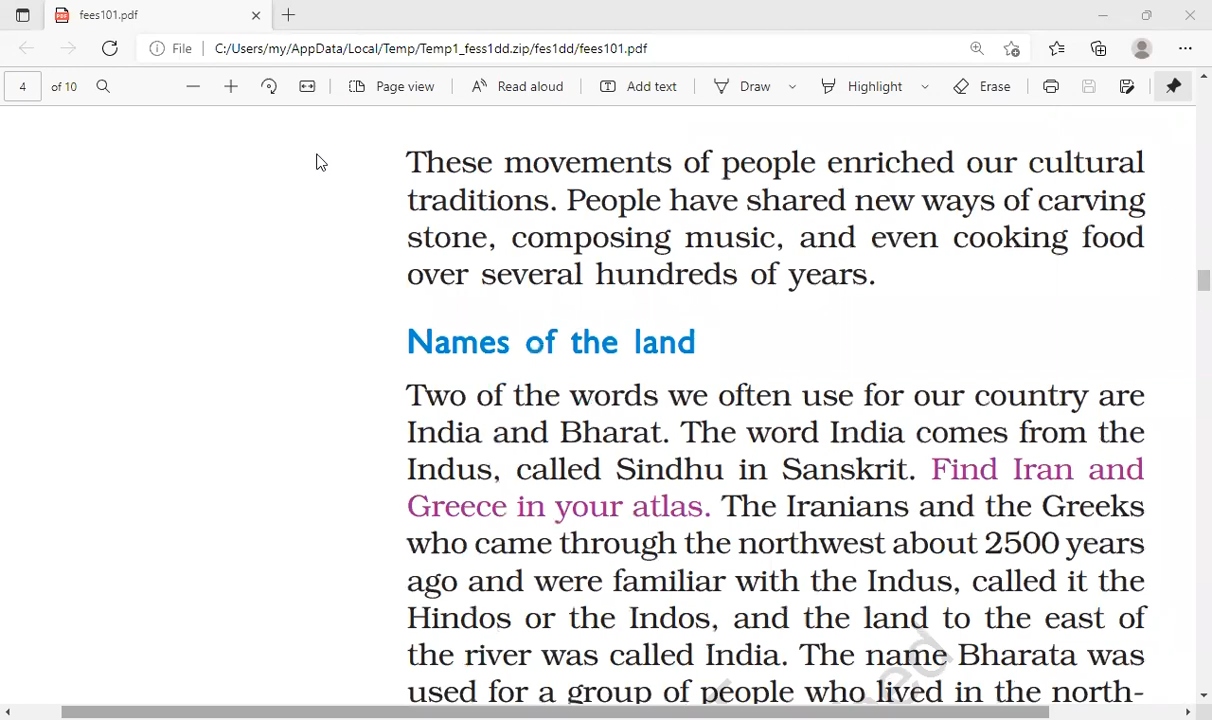 fees101.pdf
File C:/Users/my/AppData/Local/Temp/Temp1_fess1dd.zip/fes1dd/fees101.pdf
4 of 10 Page view Read aloud Add text Draw Highlight Erase
These movements of people enriched our cultural
traditions. People have shared new ways of carving
stone, composing music, and even cooking food
over several hundreds of years.
Names of the land
Two of the words we often use for our country are
India and Bharat. The word India comes from the
Indus, called Sindhu in Sanskrit. Find Iran and
Greece in your atlas. The Iranians and the Greeks
who came through the northwest about 2500 years
ago and were familiar with the Indus, called it the
Hindos or the Indos, and the land to the east of
the river was called India. The name Bharata was
used for a group of people who lived in the north-